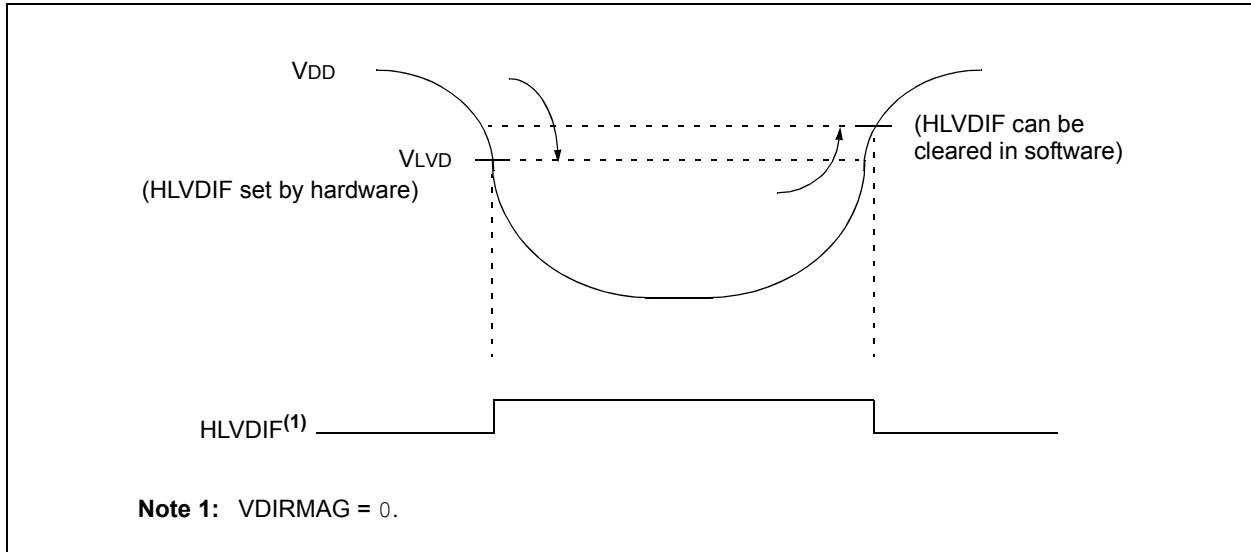 VDD
(HLVDIF can be
cleared in software)
VLVD
(HLVDIF set by hardware)
HLVDIF(1)
Note 1: VDIRMAG = 0.